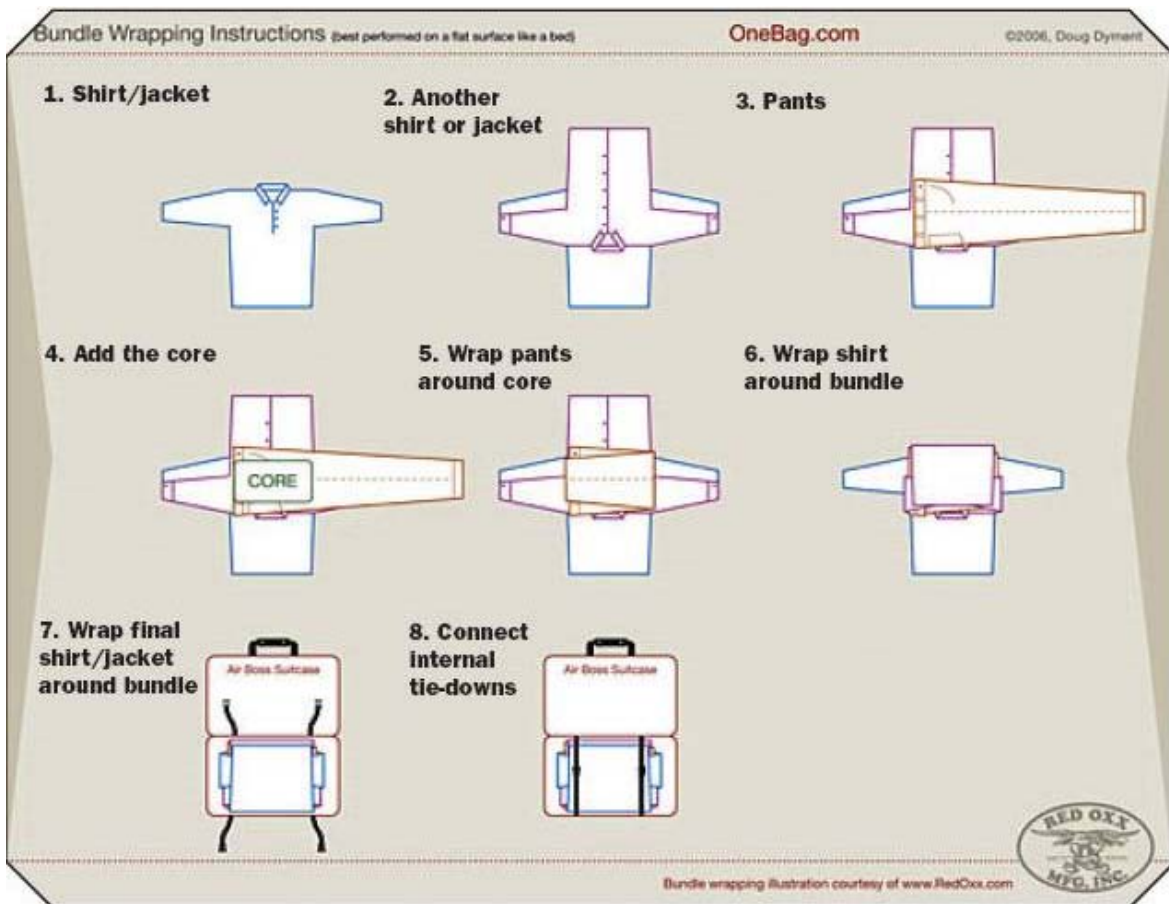 Bundle Wrapping Instructions (best performed on a flat surface like a bed)
OneBag.com
©2006, Doug Dyment
1. Shirt/jacket
2. Another
shirt or jacket
3. Pants
4. Add the core
5. Wrap pants
around core
6. Wrap shirt
around bundle
CORE
7. Wrap final
shirt/jacket
around bundle
Air Boss Suitcase
8. Connect
internal
tie-downs
Air Boss Suitcase
RED OXX
MFG. INC.
Bundle wrapping illustration courtesy of www.RedOxx.com